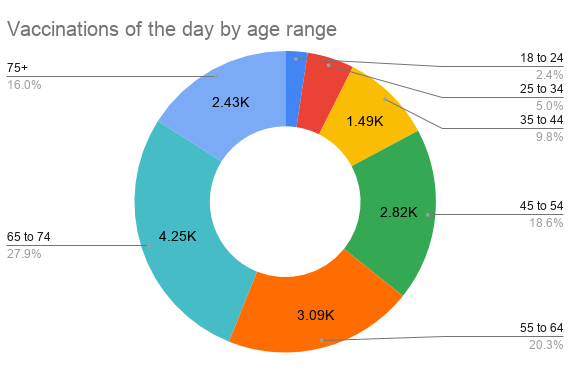 Vaccinations of the day by age range
75+
16.0%
18 to 24
2.4%
25 to 34
5.0%
35 to 44
9.8%
2.43K
1.49K
2.82K
45 to 54
18.6%
4.25K
65 to 74
27.9%
3.09K
55 to 64
20.3%